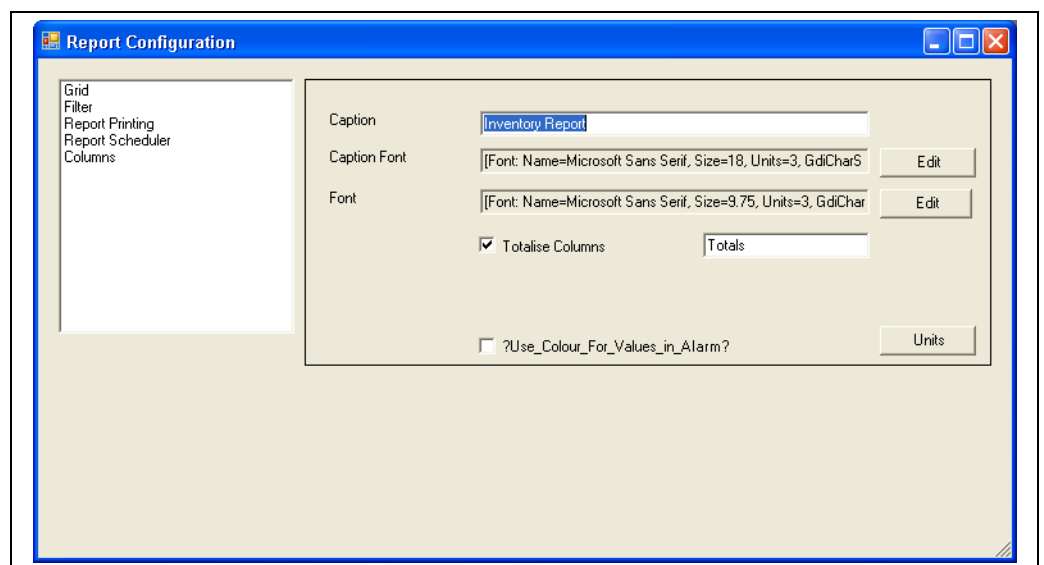 Report Configuration
Grid
Filter
Report Printing
Report Scheduler
Columns
Caption
Inventory Report
Caption Font
[Font: Name=Microsoft Sans Serif, Size=18, Units=3, GdiCharS
Edit
Font
[Font: Name=Microsoft Sans Serif, Size=9.75, Units=3, GdiChar
Edit
Totalise Columns
Totals
?Use_Colour_For_Values_in_Alarm?
Units